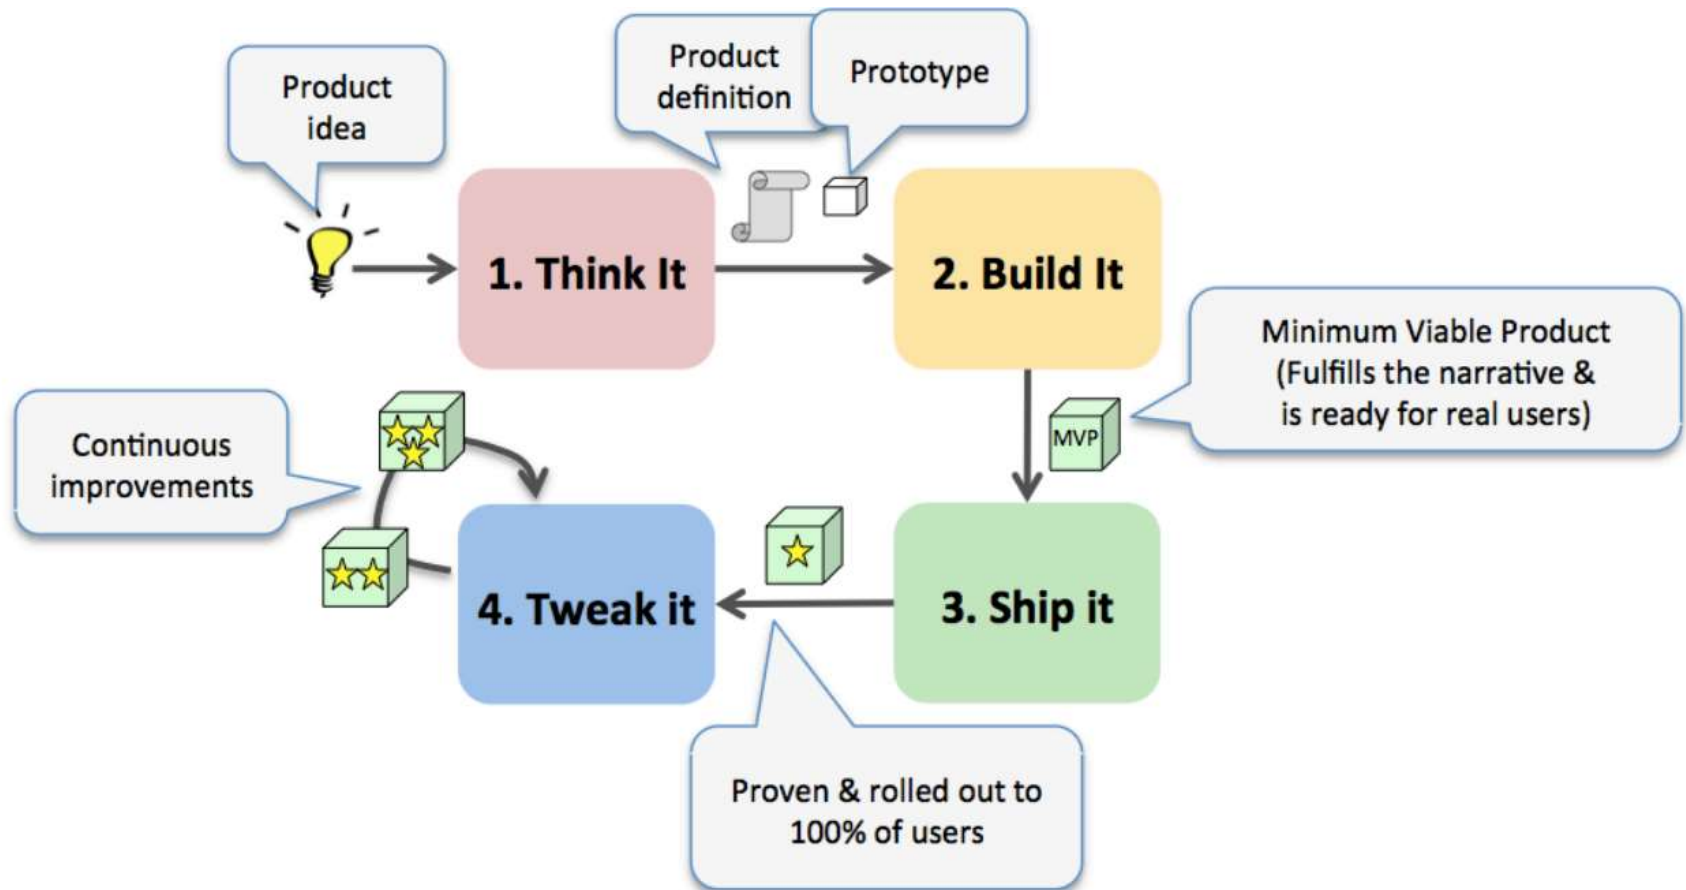 Product
idea
Product
definition
Prototype
1. Think It
2. Build It
Minimum Viable Product
(Fulfills the narrative &
is ready for real users)
MVP
Continuous
improvements
4. Tweak it
3. Ship it
Proven & rolled out to
100% of users